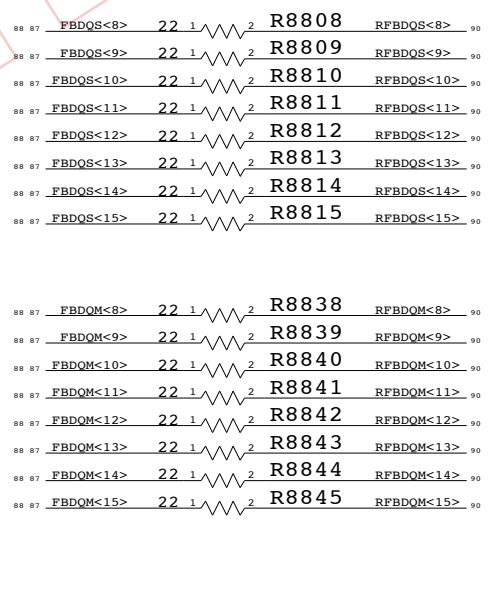 88 87 FBDQS<8> 22 1 2 R8808 RFBDQS<8> 90
88 87 FBDQS<9> 22 1 2 R8809 RFBDQS<9> 90
88 87 FBDQS<10> 22 1 2 R8810 RFBDQS<10> 90
88 87 FBDQS<11> 22 1 2 R8811 RFBDQS<11> 90
88 87 FBDQS<12> 22 1 2 R8812 RFBDQS<12> 90
88 87 FBDQS<13> 22 1 2 R8813 RFBDQS<13> 90
88 87 FBDQS<14> 22 1 2 R8814 RFBDQS<14> 90
88 87 FBDQS<15> 22 1 2 R8815 RFBDQS<15> 90
88 87 FBDQM<8> 22 1 2 R8838 RFBDQM<8> 90
88 87 FBDQM<9> 22 1 2 R8839 RFBDQM<9> 90
88 87 FBDQM<10> 22 1 2 R8840 RFBDQM<10> 90
88 87 FBDQM<11> 22 1 2 R8841 RFBDQM<11> 90
88 87 FBDQM<12> 22 1 2 R8842 RFBDQM<12> 90
88 87 FBDQM<13> 22 1 2 R8843 RFBDQM<13> 90
88 87 FBDQM<14> 22 1 2 R8844 RFBDQM<14> 90
88 87 FBDQM<15> 22 1 2 R8845 RFBDQM<15> 90